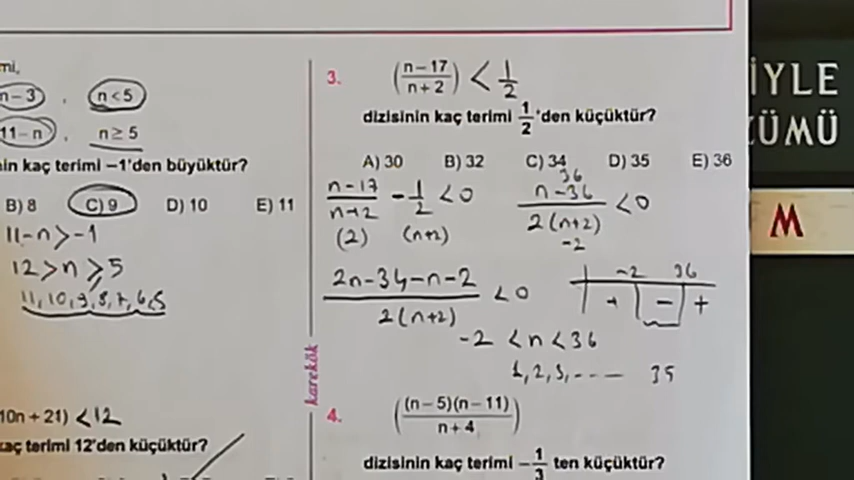 mi,
n-3 , n<5
11-n , n≥5
nin kaç terimi -1'den büyüktür?
B) 8 C) 9 D) 10 E) 11
11-n>-1
12>n≥5
11,10,9,8,7,6,5
10n + 21) <12
kaç terimi 12'den küçüktür?
karekök
3. (n-17/n+2) < 1/2
dizisinin kaç terimi 1/2'den küçüktür?
A) 30 B) 32 C) 34 D) 35 E) 36
n-17/n+2 - 1/2 <0
(2) (n+2)
36
n-36/2(n+2) <0
-2
2n-34-n-2/2(n+2) <0
-2 36
+ - +
-2 <n<36
1,2,3,---- 35
4. ((n-5)(n-11)/n+4)
dizisinin kaç terimi -1/3 ten küçüktür?
İYLE
ZÜMÜ
M